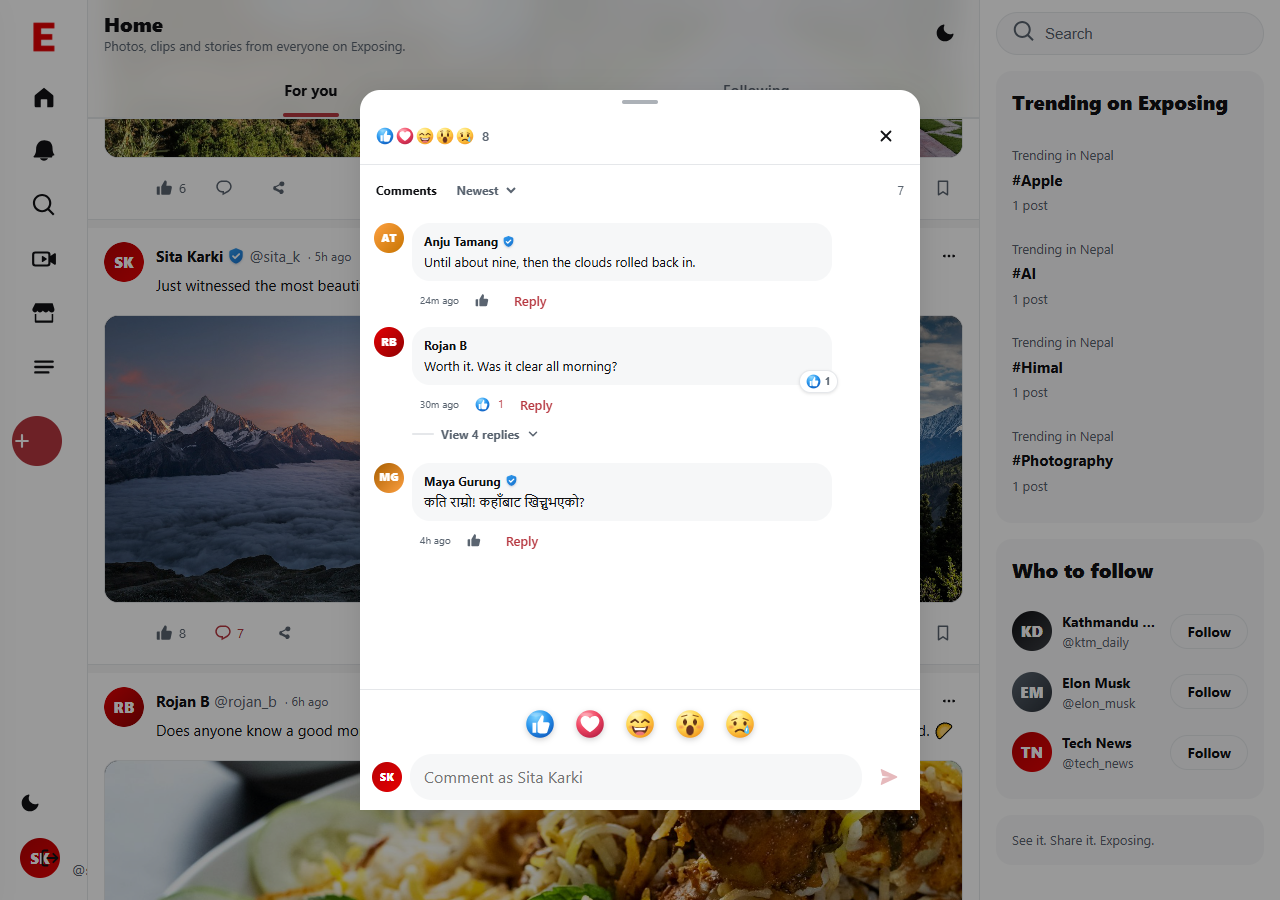 E
Home
Photos, clips and stories from everyone on Exposing.
For you
Following
6
SK
Sita Karki @sita_k · 5h ago
Just witnessed the most beauti
8
7
RB
Rojan B @rojan_b · 6h ago
Does anyone know a good mo
d.
SK
@
8
Comments
Newest
7
AT
Anju Tamang
Until about nine, then the clouds rolled back in.
24m ago
Reply
RB
Rojan B
Worth it. Was it clear all morning?
1
30m ago
1
Reply
View 4 replies
MG
Maya Gurung
कति राम्रो! कहाँबाट खिच्नुभएको?
4h ago
Reply
SK
Comment as Sita Karki
Search
Trending on Exposing
Trending in Nepal
#Apple
1 post
Trending in Nepal
#AI
1 post
Trending in Nepal
#Himal
1 post
Trending in Nepal
#Photography
1 post
Who to follow
KD
Kathmandu ...
@ktm_daily
Follow
EM
Elon Musk
@elon_musk
Follow
TN
Tech News
@tech_news
Follow
See it. Share it. Exposing.